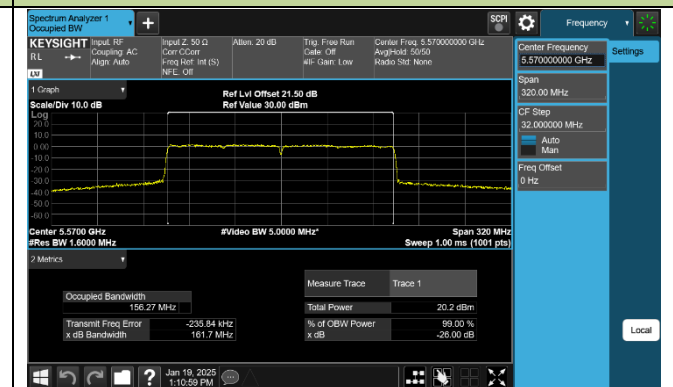 Spectrum Analyzer 1
Occupied BW
SCPI
Frequency
KEYSIGHT
RL
Input: RF
Coupling: AC
Align: Auto
Input Z: 50 Ω
Corr CCorr
Freq Ref: Int (S)
NFE: Off
Atten: 20 dB
Trig: Free Run
Gate: Off
#IF Gain: Low
Center Freq: 5.570000000 GHz
Avg|Hold: 50/50
Radio Std: None
LXI
Center Frequency
5.570000000 GHz
Settings
Span
320.00 MHz
CF Step
32.000000 MHz
Auto
Man
Freq Offset
0 Hz
Local
1 Graph
Scale/Div 10.0 dB
Ref Lvl Offset 21.50 dB
Ref Value 30.00 dBm
Log
20.0
10.0
0.00
-10.0
-20.0
-30.0
-40.0
-50.0
-60.0
Center 5.5700 GHz
#Res BW 1.6000 MHz
#Video BW 5.0000 MHz*
Span 320 MHz
Sweep 1.00 ms (1001 pts)
2 Metrics
Measure Trace
Trace 1
Occupied Bandwidth
156.27 MHz
Total Power
20.2 dBm
Transmit Freq Error
-235.84 kHz
% of OBW Power
99.00 %
x dB Bandwidth
161.7 MHz
x dB
-26.00 dB
Jan 19, 2025
1:10:59 PM